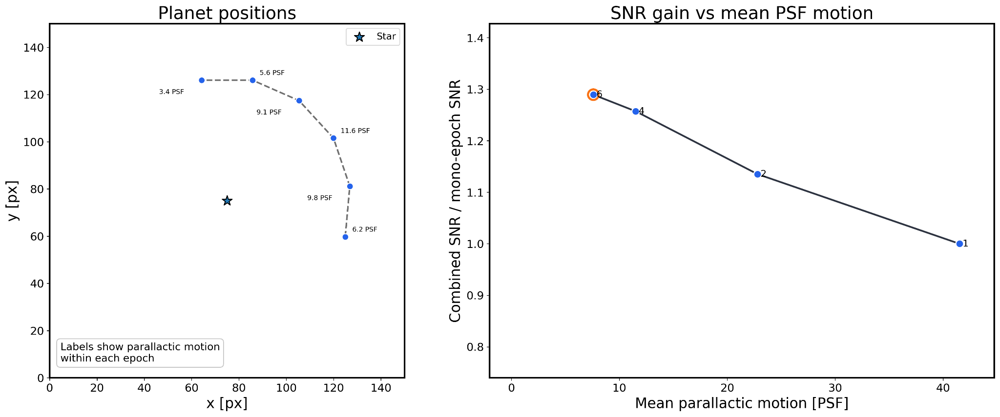 Planet positions
Star
5.6 PSF
3.4 PSF
9.1 PSF
11.6 PSF
9.8 PSF
6.2 PSF
Labels show parallactic motion
within each epoch
140
120
100
80
60
40
20
0
0 20 40 60 80 100 120 140
x [px]
y [px]
SNR gain vs mean PSF motion
1.4
1.3
1.2
1.1
1.0
0.9
0.8
6
4
2
1
0 10 20 30 40
Mean parallactic motion [PSF]
Combined SNR / mono-epoch SNR